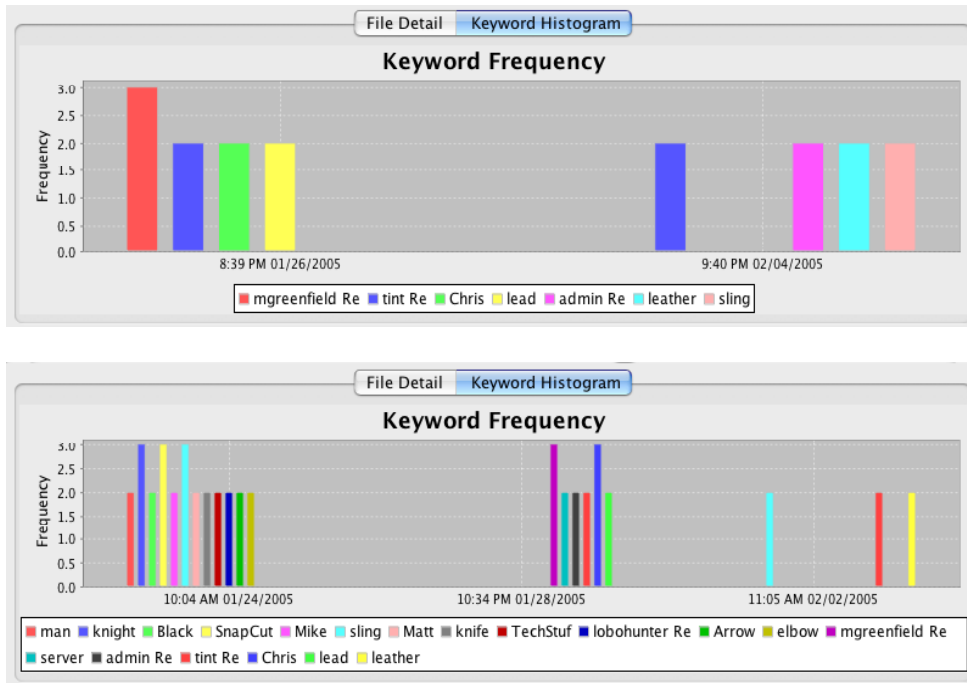 File Detail Keyword Histogram
Keyword Frequency
3.0
2.5
2.0
1.5
1.0
0.5
0.0
Frequency
8:39 PM 01/26/2005 9:40 PM 02/04/2005
mgreenfield Re tint Re Chris lead admin Re leather sling
File Detail Keyword Histogram
Keyword Frequency
3.0
2.5
2.0
1.5
1.0
0.5
0.0
Frequency
10:04 AM 01/24/2005 10:34 PM 01/28/2005 11:05 AM 02/02/2005
man knight Black SnapCut Mike sling Matt knife TechStuf lobohunter Re Arrow elbow mgreenfield Re
server admin Re tint Re Chris lead leather